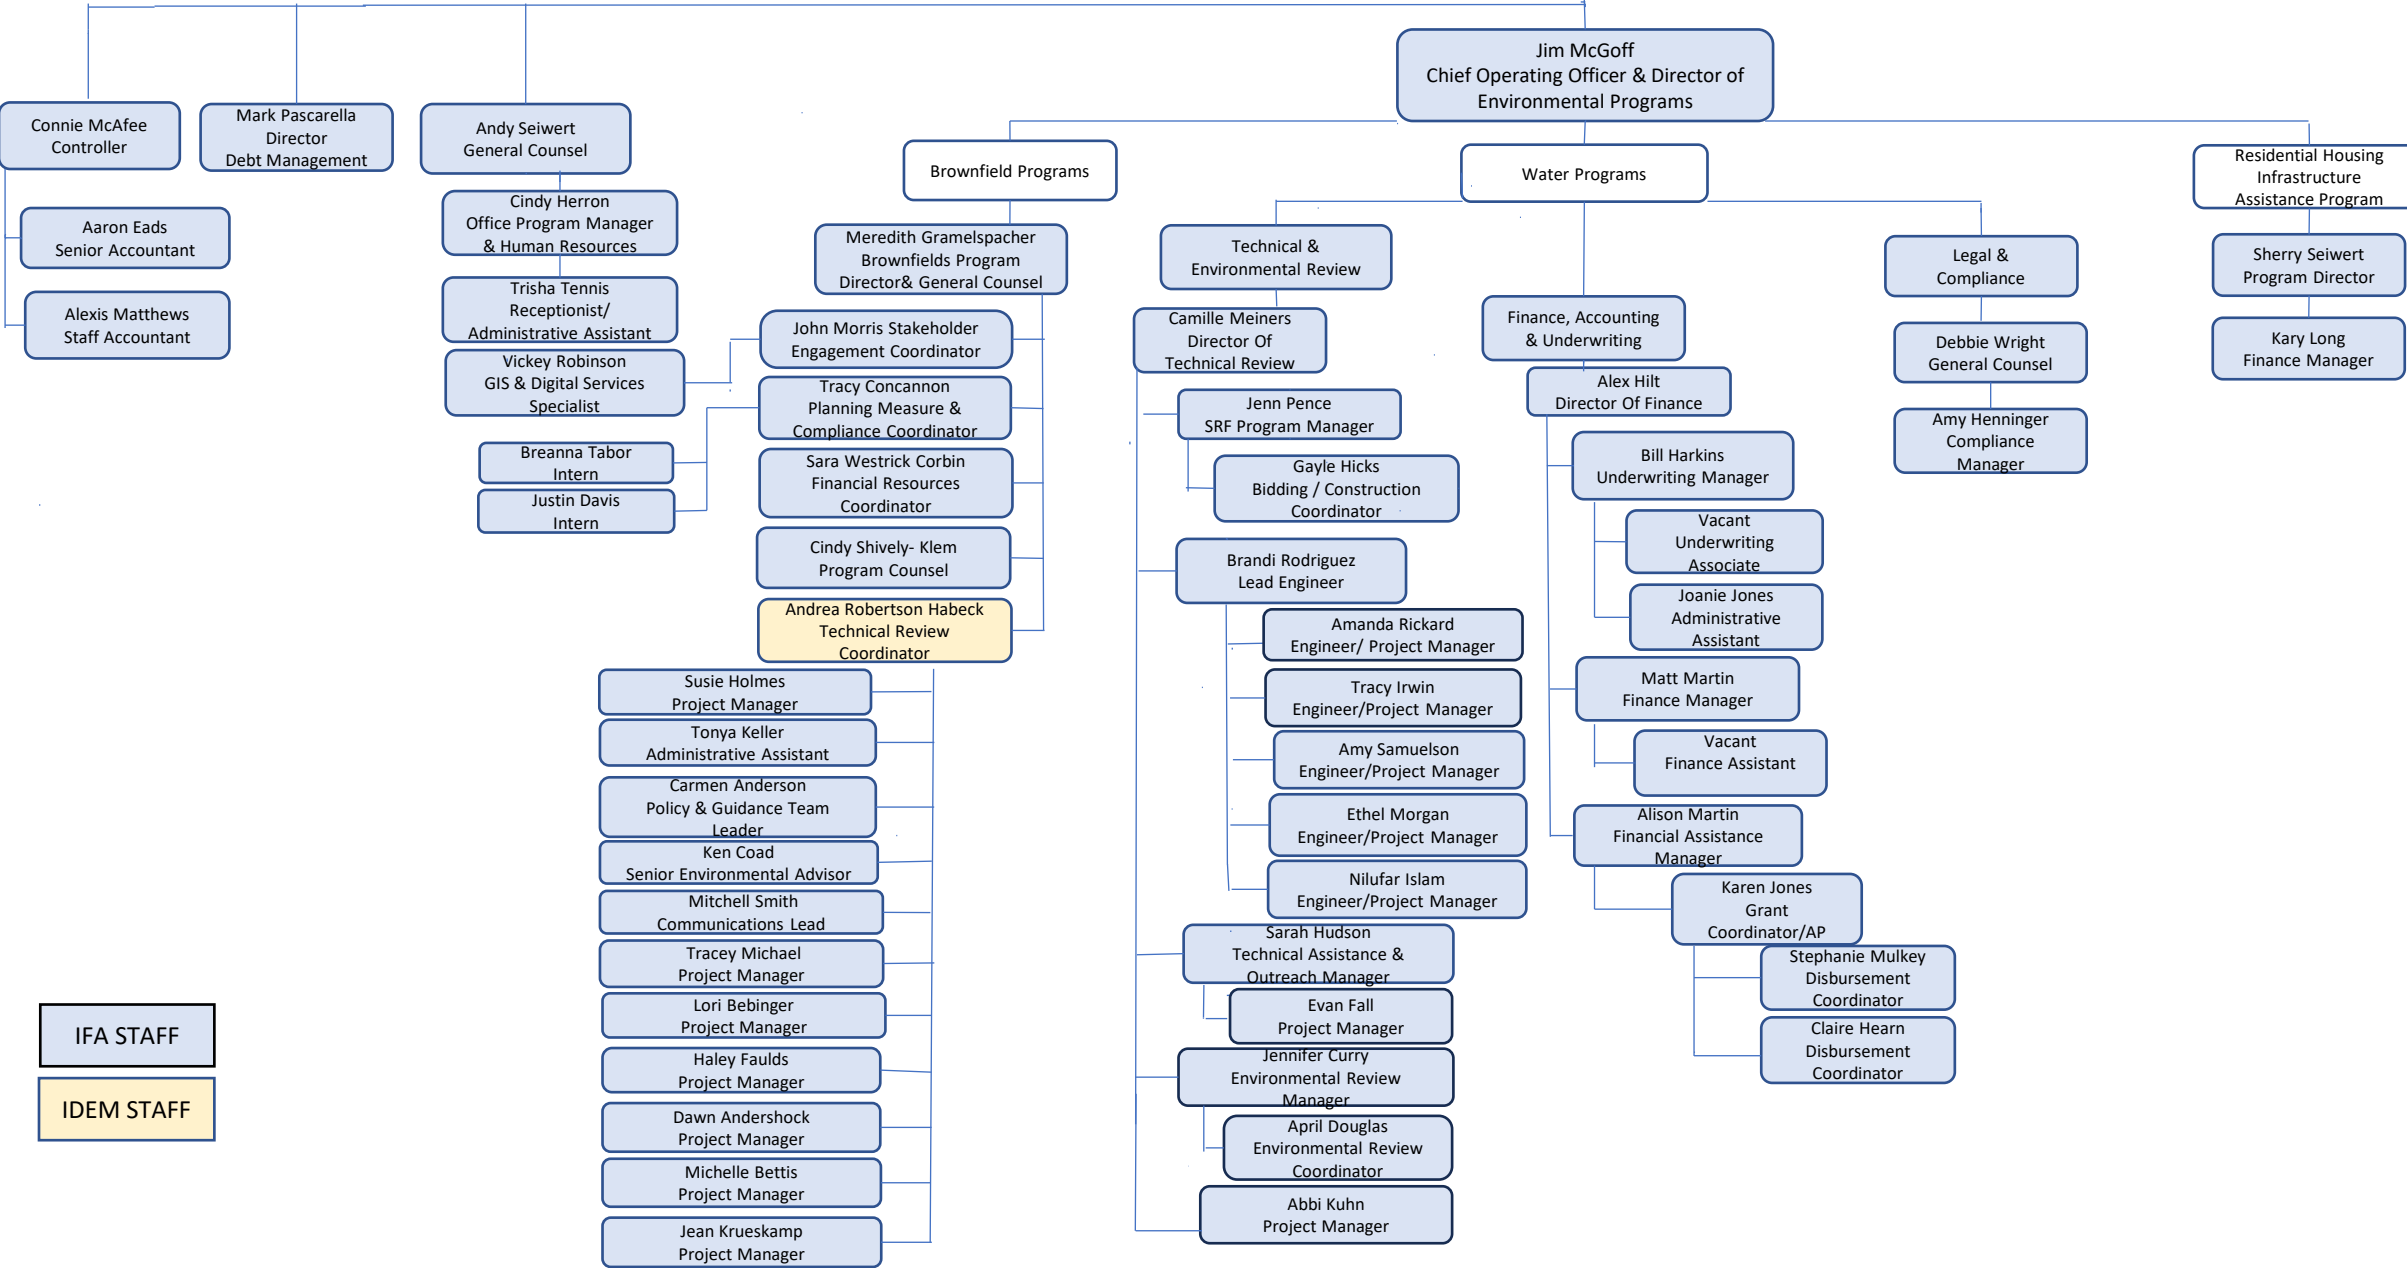 Jim McGoff
Chief Operating Officer & Director of
Environmental Programs
Connie McAfee
Controller
Mark Pascarella
Director
Debt Management
Andy Seiwert
General Counsel
Aaron Eads
Senior Accountant
Alexis Matthews
Staff Accountant
Cindy Herron
Office Program Manager
& Human Resources
Trisha Tennis
Receptionist/
Administrative Assistant
Vickey Robinson
GIS & Digital Services
Specialist
Breanna Tabor
Intern
Justin Davis
Intern
Brownfield Programs
Meredith Gramelspacher
Brownfields Program
Director& General Counsel
John Morris Stakeholder
Engagement Coordinator
Tracy Concannon
Planning Measure &
Compliance Coordinator
Sara Westrick Corbin
Financial Resources
Coordinator
Cindy Shively- Klem
Program Counsel
Andrea Robertson Habeck
Technical Review
Coordinator
Susie Holmes
Project Manager
Tonya Keller
Administrative Assistant
Carmen Anderson
Policy & Guidance Team
Leader
Ken Coad
Senior Environmental Advisor
Mitchell Smith
Communications Lead
Tracey Michael
Project Manager
Lori Bebinger
Project Manager
Haley Faulds
Project Manager
Dawn Andershock
Project Manager
Michelle Bettis
Project Manager
Jean Krueskamp
Project Manager
Water Programs
Technical &
Environmental Review
Camille Meiners
Director Of
Technical Review
Jenn Pence
SRF Program Manager
Gayle Hicks
Bidding / Construction
Coordinator
Brandi Rodriguez
Lead Engineer
Amanda Rickard
Engineer/ Project Manager
Tracy Irwin
Engineer/Project Manager
Amy Samuelson
Engineer/Project Manager
Ethel Morgan
Engineer/Project Manager
Nilufar Islam
Engineer/Project Manager
Sarah Hudson
Technical Assistance &
Outreach Manager
Evan Fall
Project Manager
Jennifer Curry
Environmental Review
Manager
April Douglas
Environmental Review
Coordinator
Abbi Kuhn
Project Manager
Finance, Accounting
& Underwriting
Alex Hilt
Director Of Finance
Bill Harkins
Underwriting Manager
Vacant
Underwriting
Associate
Joanie Jones
Administrative
Assistant
Matt Martin
Finance Manager
Vacant
Finance Assistant
Alison Martin
Financial Assistance
Manager
Karen Jones
Grant
Coordinator/AP
Stephanie Mulkey
Disbursement
Coordinator
Claire Hearn
Disbursement
Coordinator
Legal &
Compliance
Debbie Wright
General Counsel
Amy Henninger
Compliance
Manager
Residential Housing
Infrastructure
Assistance Program
Sherry Seiwert
Program Director
Kary Long
Finance Manager
IFA STAFF
IDEM STAFF